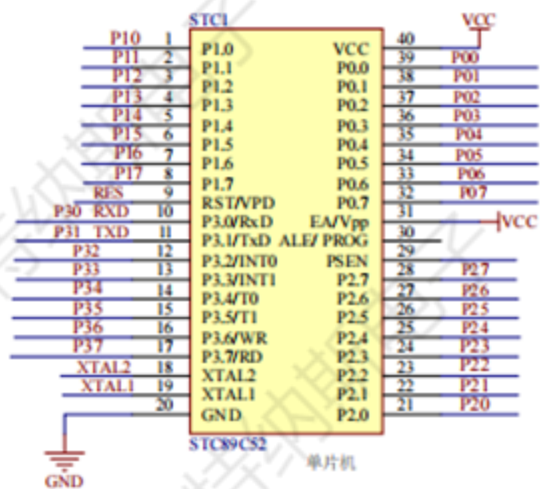 STC1
VCC
P10 1 P1.0 VCC 40
P11 2 P1.1 P0.0 39 P00
P12 3 P1.2 P0.1 38 P01
P13 4 P1.3 P0.2 37 P02
P14 5 P1.4 P0.3 36 P03
P15 6 P1.5 P0.4 35 P04
P16 7 P1.6 P0.5 34 P05
P17 8 P1.7 P0.6 33 P06
RES 9 RST/VPD P0.7 32 P07
P30 RXD 10 P3.0/RxD EA/Vpp 31 VCC
P31 TXD 11 P3.1/TxD ALE/ PROG 30
P32 12 P3.2/INT0 PSEN 29
P33 13 P3.3/INT1 P2.7 28 P27
P34 14 P3.4/T0 P2.6 27 P26
P35 15 P3.5/T1 P2.5 26 P25
P36 16 P3.6/WR P2.4 25 P24
P37 17 P3.7/RD P2.3 24 P23
XTAL2 18 XTAL2 P2.2 23 P22
XTAL1 19 XTAL1 P2.1 22 P21
20 GND P2.0 21 P20
STC89C52
单片机
GND
特纳斯电子